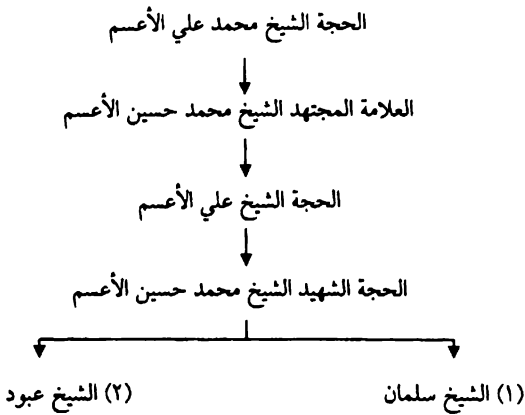 الحجة الشيخ محمد علي الأعسم
العلامة المجتهد الشيخ محمد حسين الأعسم
الحجة الشيخ علي الأعسم
الحجة الشهيد الشيخ محمد حسين الأعسم
(١) الشيخ سلمان (٢) الشيخ عبود